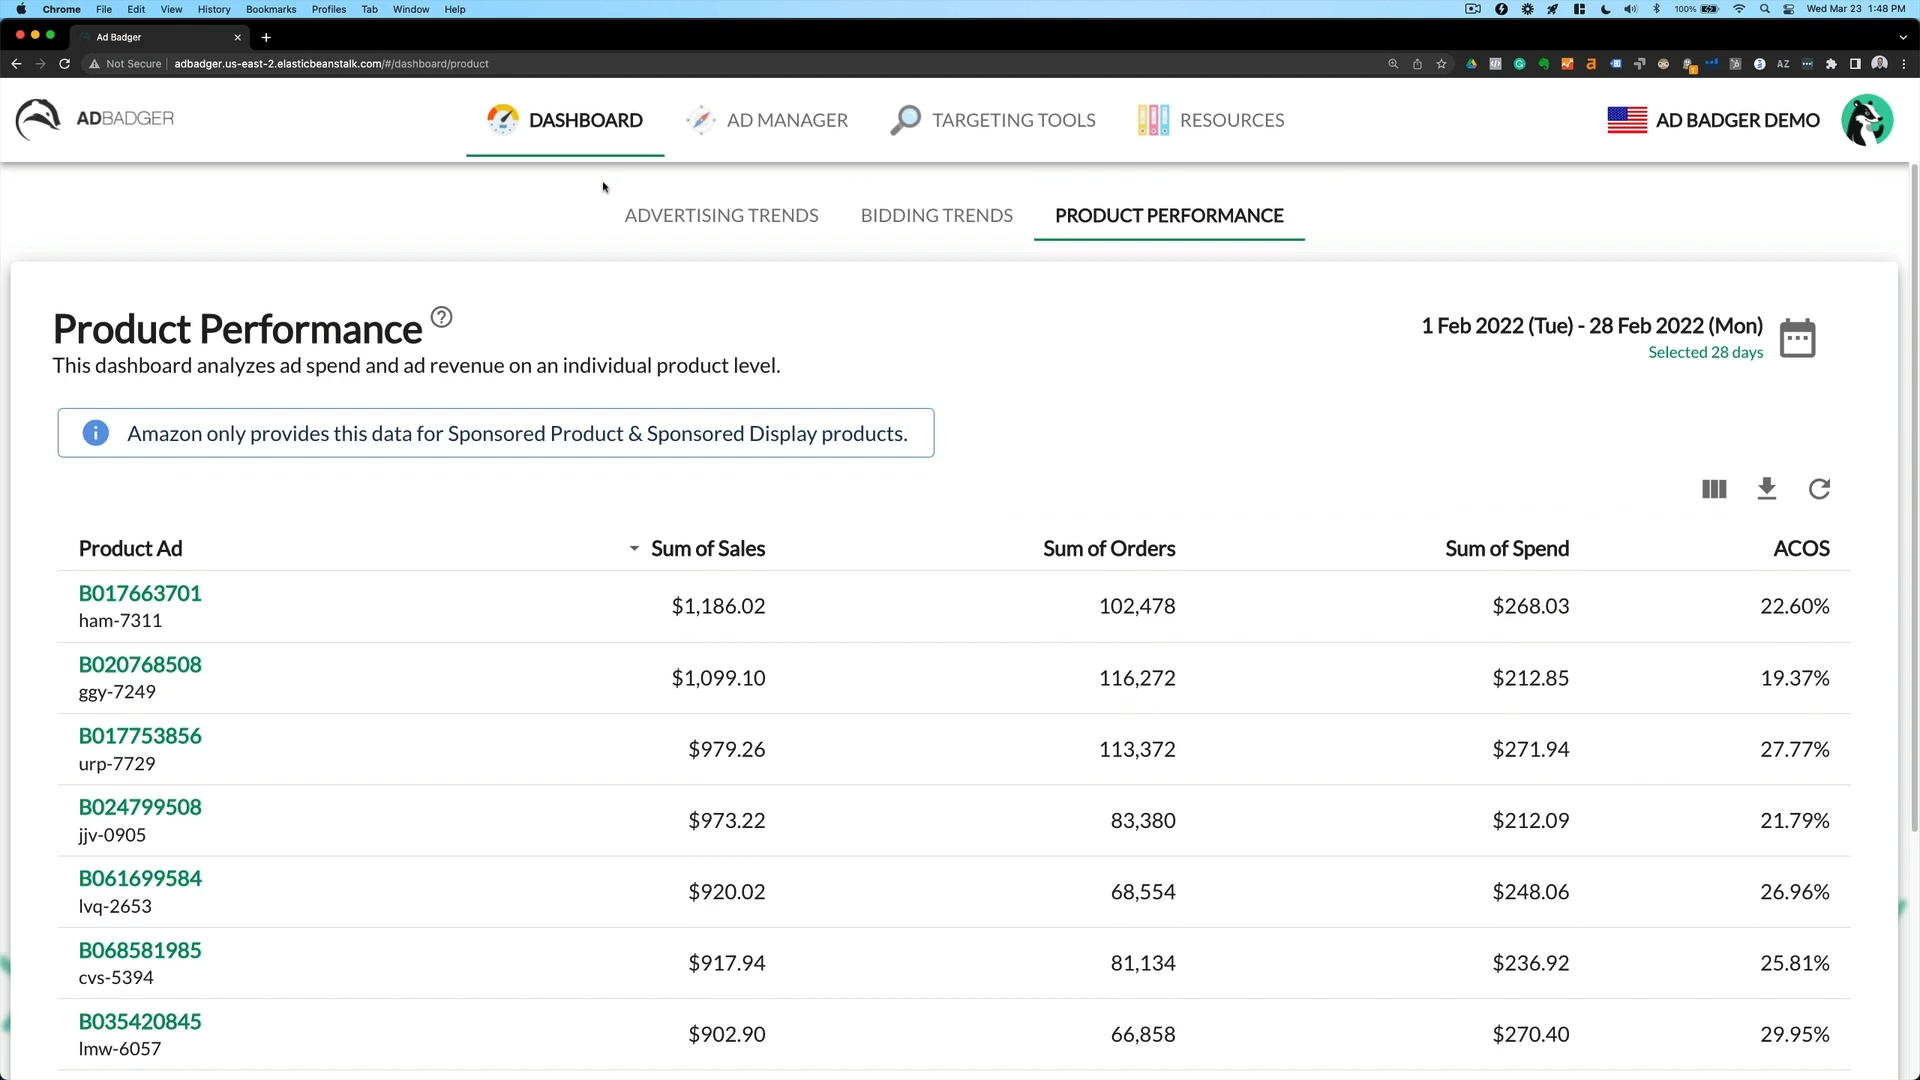 Chrome File Edit View History Bookmarks Profiles Tab Window Help
100% Wed Mar 23 1:48 PM
Ad Badger
Not Secure adbadger.us-east-2.elasticbeanstalk.com/#/dashboard/product
AZ
ADBADGER DASHBOARD AD MANAGER TARGETING TOOLS RESOURCES AD BADGER DEMO
ADVERTISING TRENDS BIDDING TRENDS PRODUCT PERFORMANCE
Product Performance
This dashboard analyzes ad spend and ad revenue on an individual product level.
1 Feb 2022 (Tue) - 28 Feb 2022 (Mon)
Selected 28 days
Amazon only provides this data for Sponsored Product & Sponsored Display products.
Product Ad Sum of Sales Sum of Orders Sum of Spend ACOS
B017663701
ham-7311
$1,186.02 102,478 $268.03 22.60%
B020768508
ggy-7249
$1,099.10 116,272 $212.85 19.37%
B017753856
urp-7729
$979.26 113,372 $271.94 27.77%
B024799508
jjv-0905
$973.22 83,380 $212.09 21.79%
B061699584
lvq-2653
$920.02 68,554 $248.06 26.96%
B068581985
cvs-5394
$917.94 81,134 $236.92 25.81%
B035420845
lmw-6057
$902.90 66,858 $270.40 29.95%